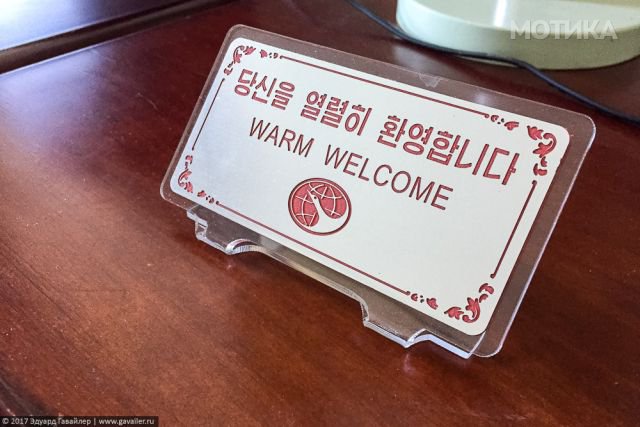 МОТИКА
당신을 열렬히 환영합니다
WARM WELCOME
© 2017 Эдуард Гавайлер — www.gavailer.ru